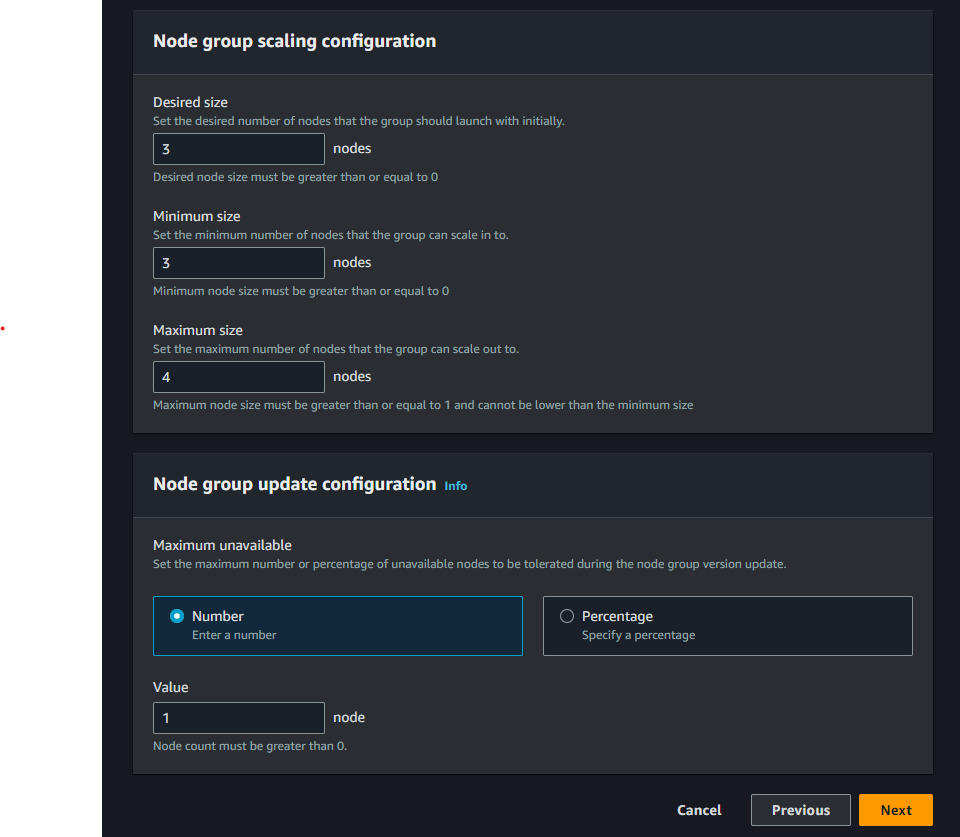 Node group scaling configuration
Desired size
Set the desired number of nodes that the group should launch with initially.
3 nodes
Desired node size must be greater than or equal to 0
Minimum size
Set the minimum number of nodes that the group can scale in to.
3 nodes
Minimum node size must be greater than or equal to 0
Maximum size
Set the maximum number of nodes that the group can scale out to.
4 nodes
Maximum node size must be greater than or equal to 1 and cannot be lower than the minimum size
Node group update configuration Info
Maximum unavailable
Set the maximum number or percentage of unavailable nodes to be tolerated during the node group version update.
Number
Enter a number
Percentage
Specify a percentage
Value
1 node
Node count must be greater than 0.
Cancel Previous Next